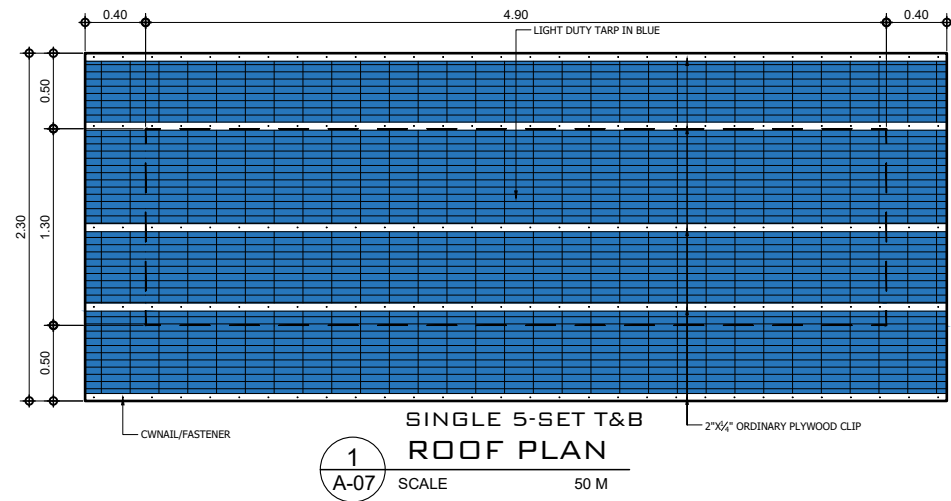 0.40 4.90 0.40
LIGHT DUTY TARP IN BLUE
0.50
2.30 1.30
0.50
CWNAIL/FASTENER
SINGLE 5-SET T&B
2"X¾" ORDINARY PLYWOOD CLIP
1 ROOF PLAN
A-07 SCALE 50 M